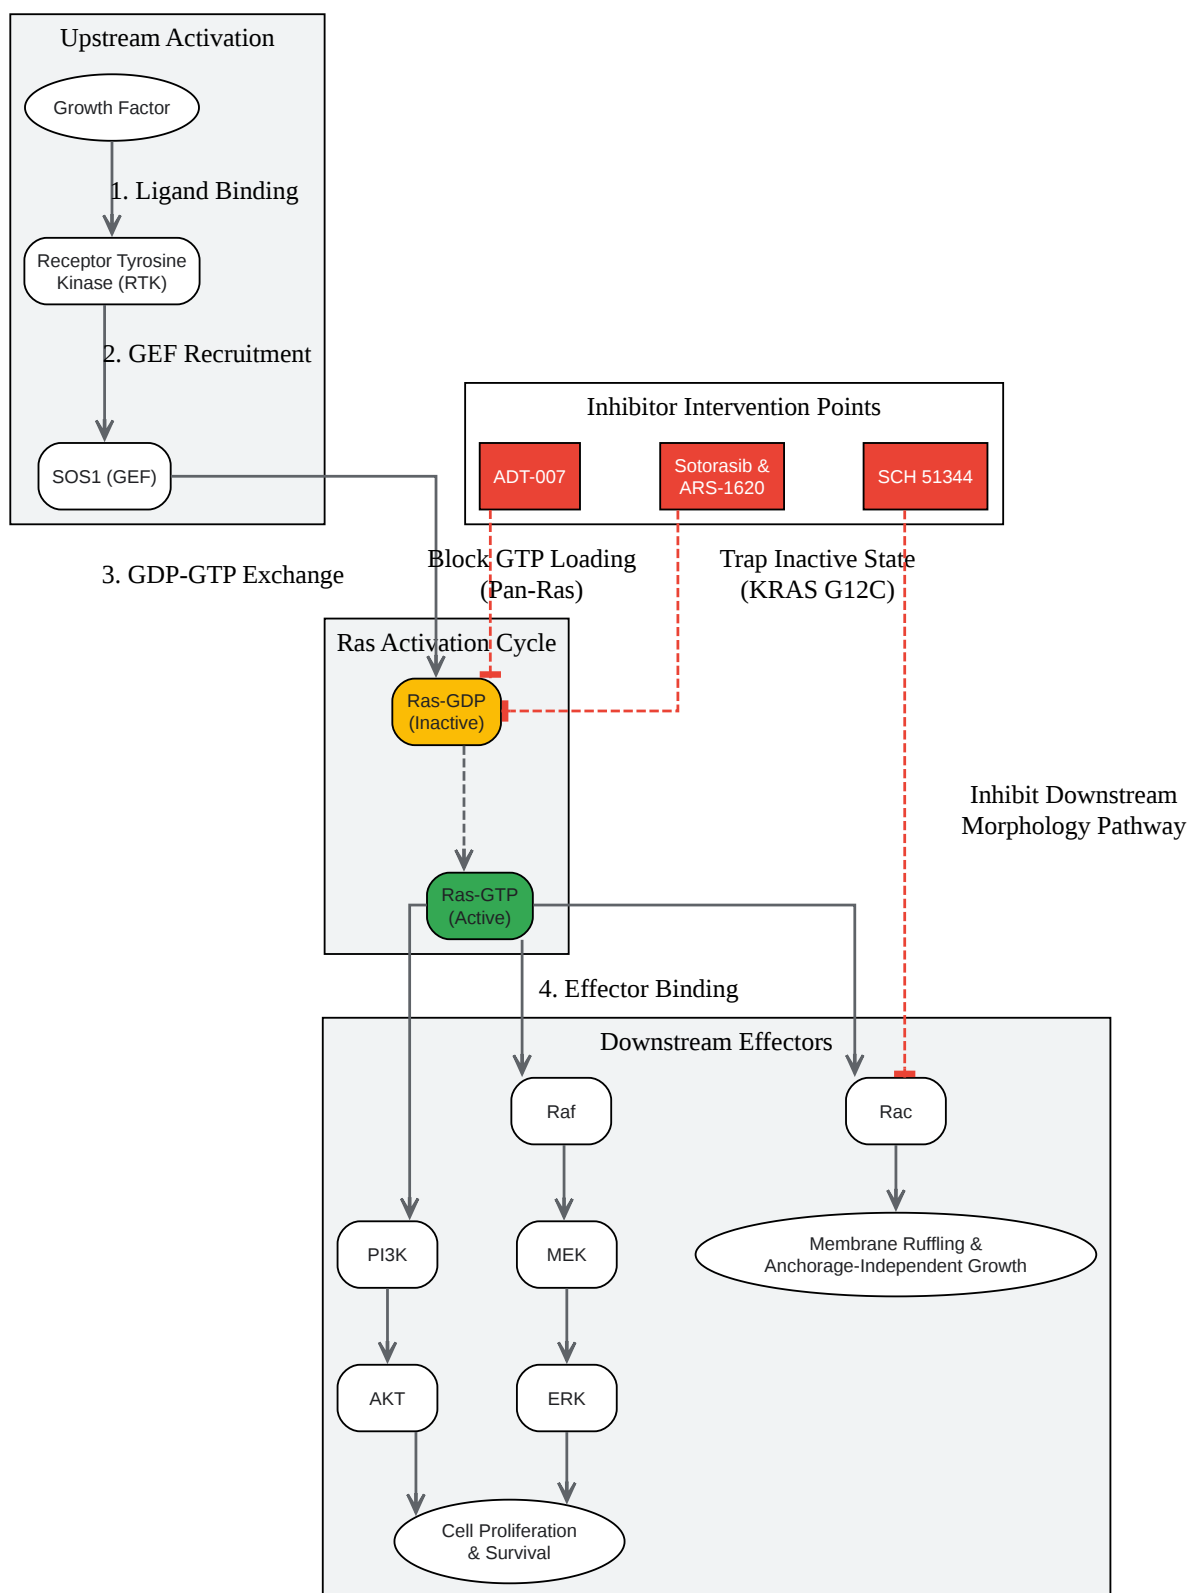 Upstream Activation
Growth Factor
1. Ligand Binding
Receptor Tyrosine
Kinase (RTK)
2. GEF Recruitment
SOS1 (GEF)
Inhibitor Intervention Points
ADT-007
Sotorasib &
ARS-1620
SCH 51344
3. GDP-GTP Exchange
Block GTP Loading
(Pan-Ras)
Trap Inactive State
(KRAS G12C)
Ras Activation Cycle
Ras-GDP
(Inactive)
Inhibit Downstream
Morphology Pathway
Ras-GTP
(Active)
4. Effector Binding
Downstream Effectors
Raf
Rac
PI3K
MEK
Membrane Ruffling &
Anchorage-Independent Growth
AKT
ERK
Cell Proliferation
& Survival